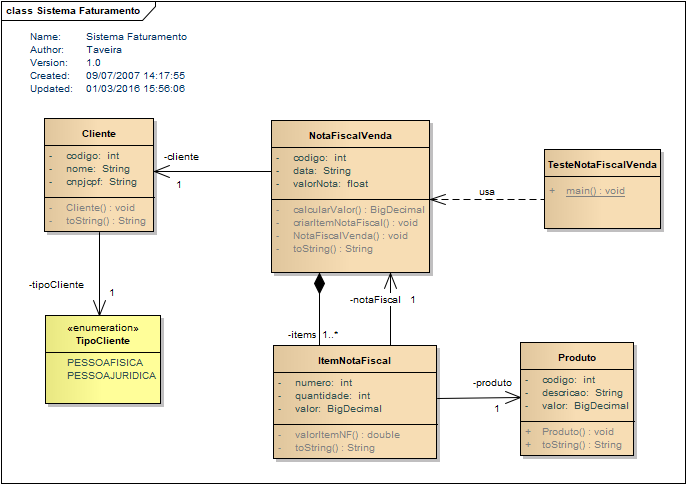 class Sistema Faturamento
Name: Sistema Faturamento
Author: Taveira
Version: 1.0
Created: 09/07/2007 14:17:55
Updated: 01/03/2016 15:56:06
Cliente
- codigo: int
- nome: String
- cnpjcpf: String
- Cliente() : void
- toString() : String
-cliente
1
NotaFiscalVenda
- codigo: int
- data: String
- valorNota: float
- calcularValor() : BigDecimal
- criarItemNotaFiscal() : void
- NotaFiscalVenda() : void
- toString() : String
usa
TesteNotaFiscalVenda
+ main() : void
-tipoCliente
1
«enumeration»
TipoCliente
PESSOAFISICA
PESSOAJURIDICA
-notaFiscal 1
-items 1..*
ItemNotaFiscal
- numero: int
- quantidade: int
- valor: BigDecimal
- valorItemNF() : double
- toString() : String
-produto
1
Produto
- codigo: int
- descricao: String
- valor: BigDecimal
+ Produto() : void
+ toString() : String